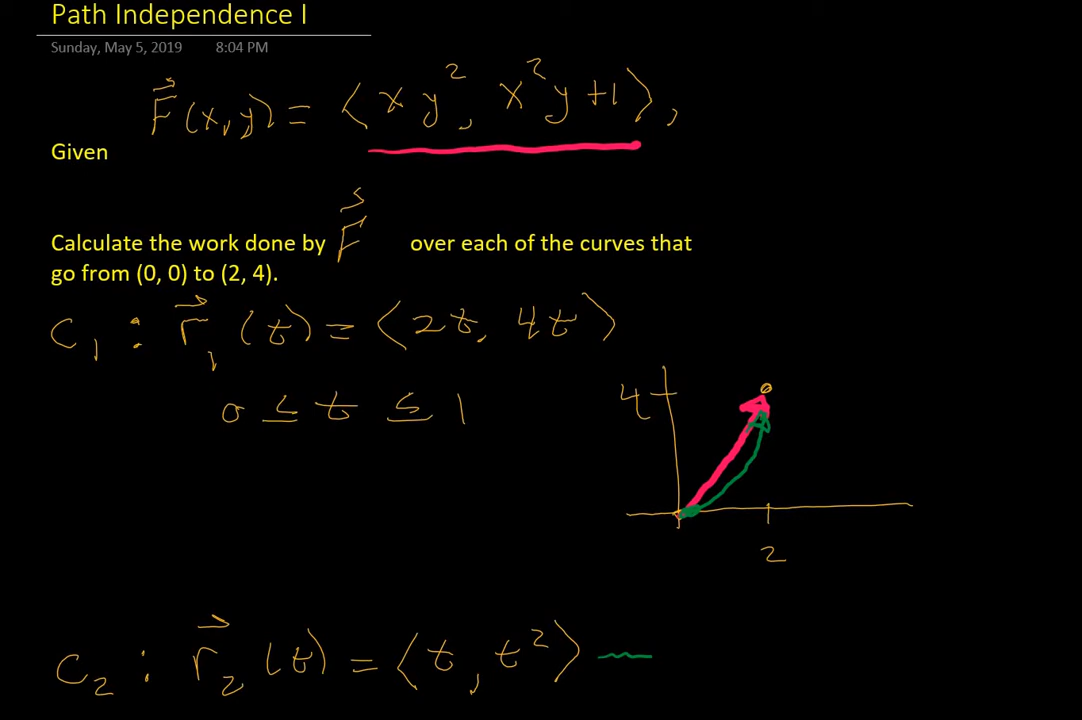 Path Independence I
Sunday, May 5, 2019 8:04 PM
F⃗(x,y) = ⟨xy², x²y+1⟩,
Given
Calculate the work done by F⃗ over each of the curves that
go from (0, 0) to (2, 4).
C₁ : r⃗₁(t) = ⟨2t, 4t⟩
0 ≤ t ≤ 1
4
2
C₂ : r⃗₂(t) = ⟨t, t²⟩